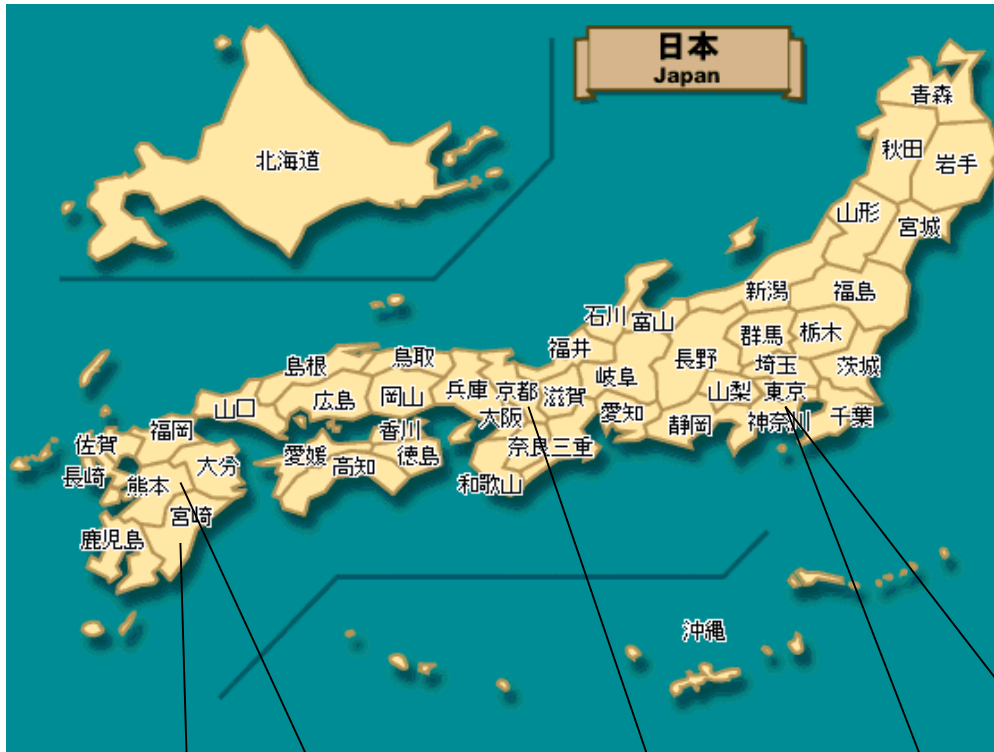 日本
Japan
青森
北海道
秋田
岩手
山形
宮城
新潟
福島
石川
富山
群馬
栃木
福井
長野
埼玉
茨城
島根
鳥取
岐阜
兵庫
京都
滋賀
山梨
東京
広島
岡山
山口
愛知
大阪
千葉
静岡
神奈川
福岡
香川
佐賀
奈良
三重
愛媛
高知
徳島
大分
長崎
熊本
和歌山
宮崎
鹿児島
沖縄